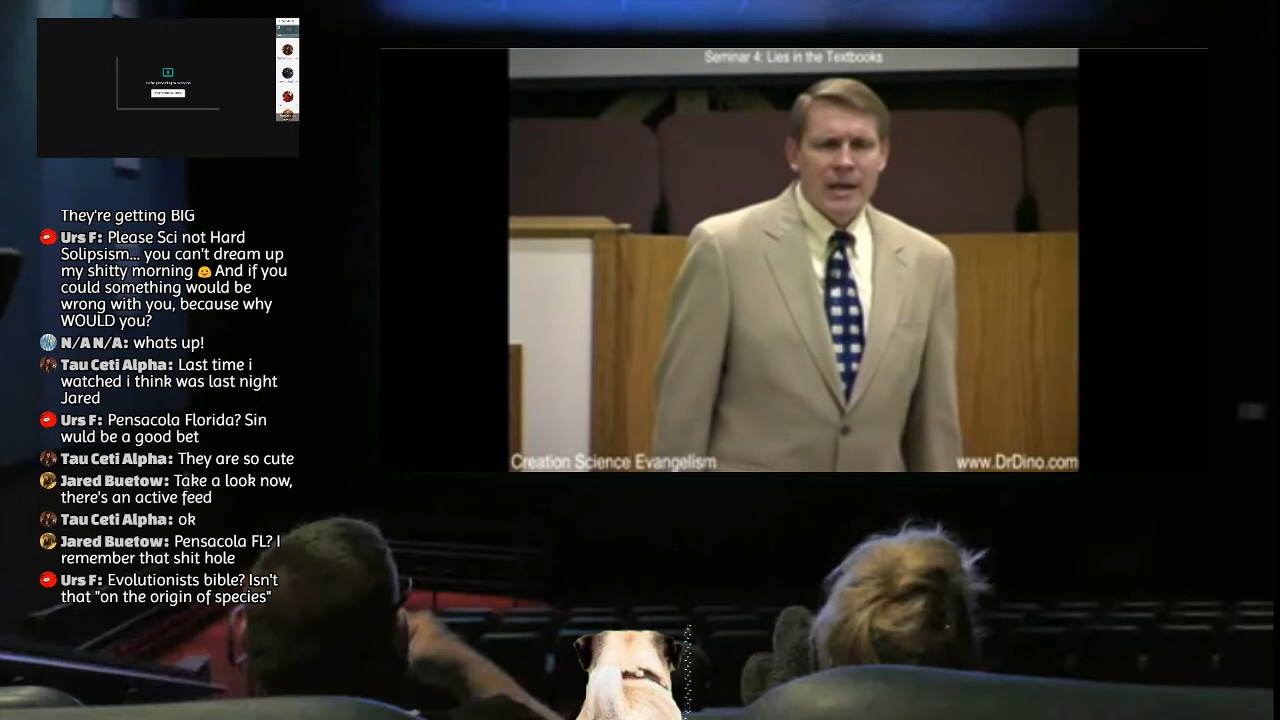 Seminar 4: Lies in the Textbooks
They're getting BIG
Urs F: Please Sci not Hard
Solipsism... you can't dream up
my shitty morning 🙂 And if you
could something would be
wrong with you, because why
WOULD you?
N/A N/A: whats up!
Tau Ceti Alpha: Last time i
watched i think was last night
Jared
Urs F: Pensacola Florida? Sin
wuld be a good bet
Tau Ceti Alpha: They are so cute
Jared Buetow: Take a look now,
there's an active feed
Tau Ceti Alpha: ok
Jared Buetow: Pensacola FL? I
remember that shit hole
Urs F: Evolutionists bible? Isn't
that "on the origin of species"
Creation Science Evangelism
www.DrDino.com